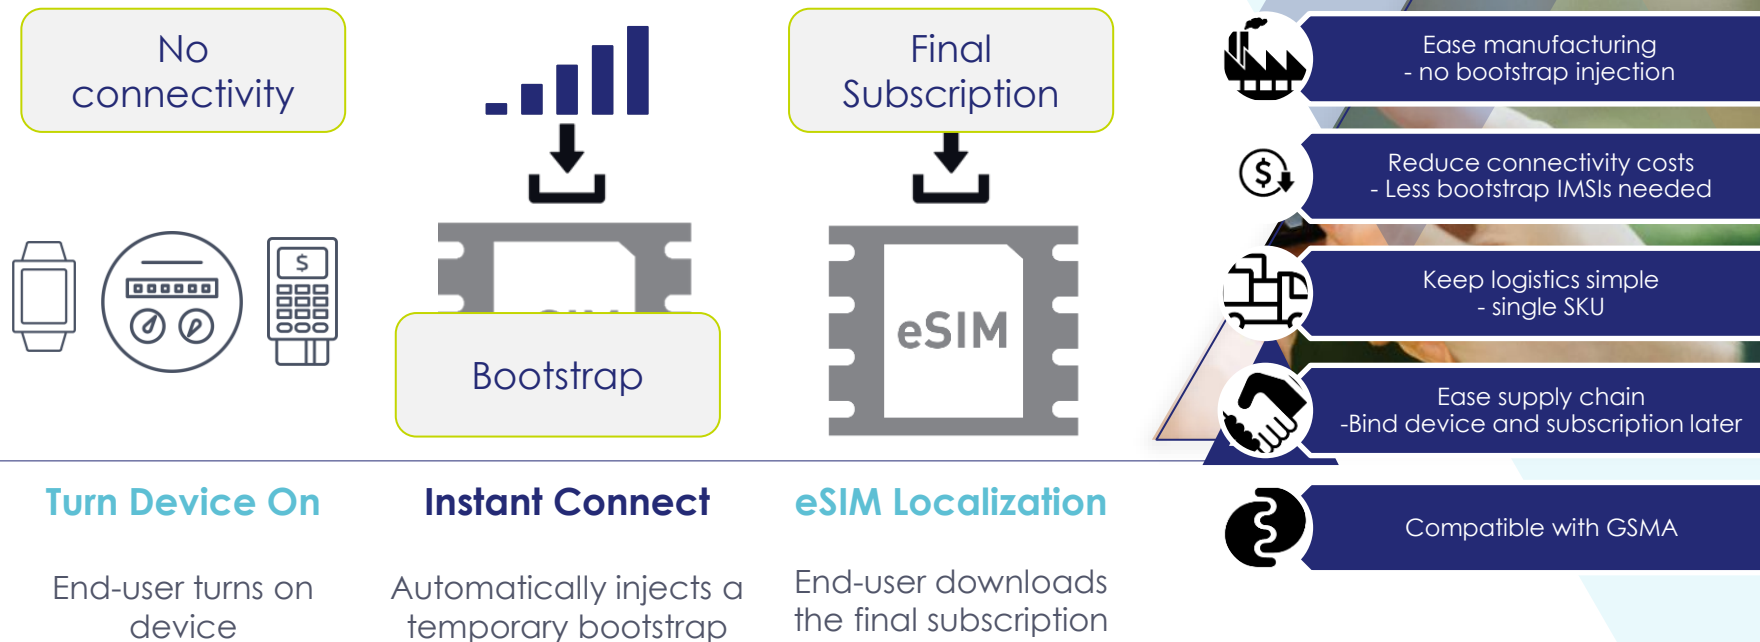 No
connectivity
Final
Subscription
$
Bootstrap
eSIM
Turn Device On
End-user turns on
device
Instant Connect
Automatically injects a
temporary bootstrap
eSIM Localization
End-user downloads
the final subscription
Ease manufacturing
- no bootstrap injection
$
Reduce connectivity costs
- Less bootstrap IMSIs needed
Keep logistics simple
- single SKU
Ease supply chain
-Bind device and subscription later
Compatible with GSMA